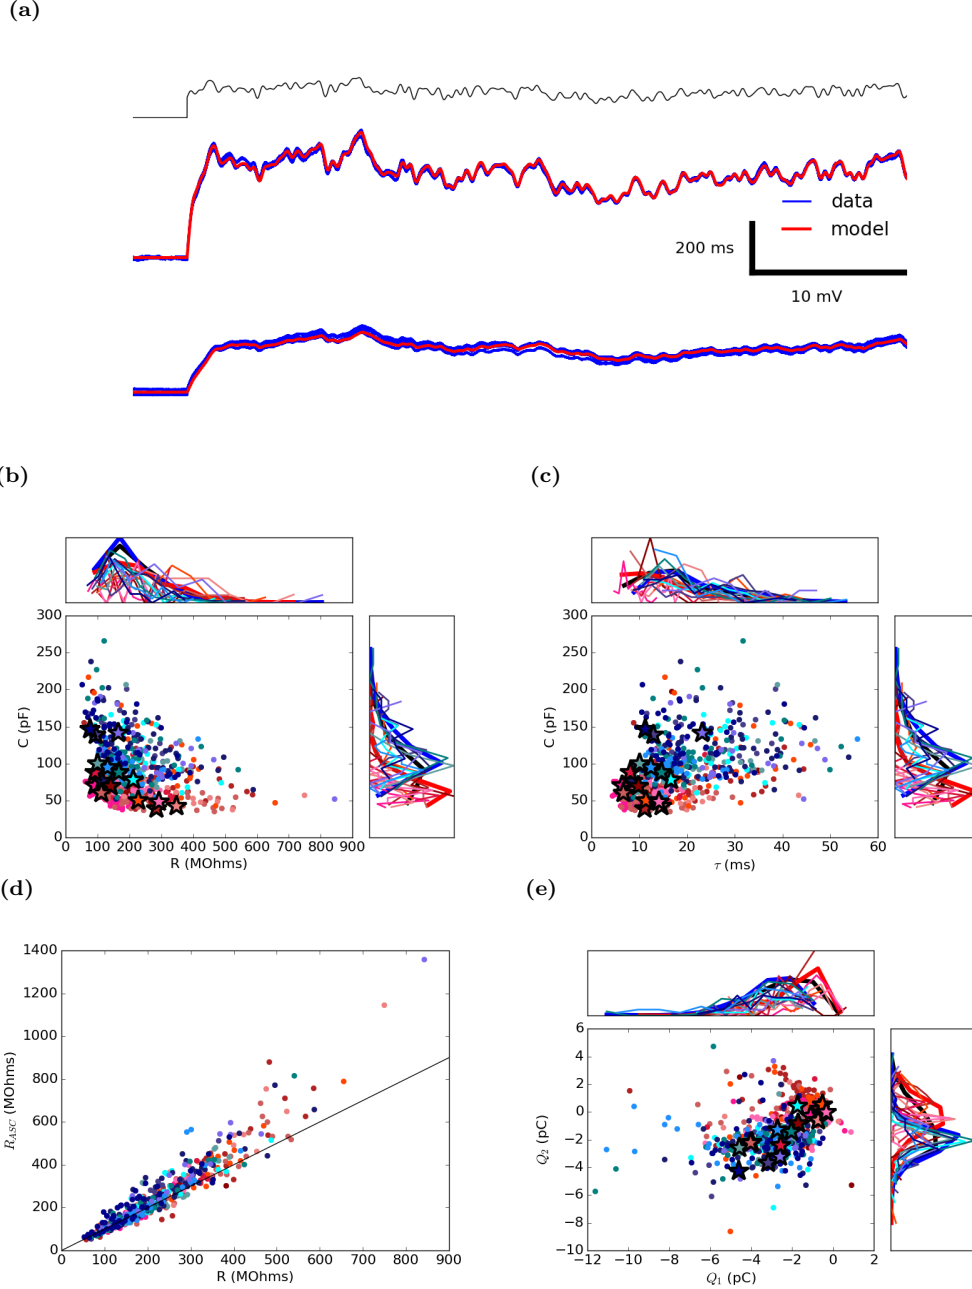 (a)
data
model
200 ms
10 mV
(b)
(c)
300
250
200
150
100
50
0
C (pF)
0 100 200 300 400 500 600 700 800 900
R (MOhms)
300
250
200
150
100
50
0
C (pF)
0 10 20 30 40 50 60
τ (ms)
(d)
(e)
1400
1200
1000
800
600
400
200
0
R_ASC (MOhms)
0 100 200 300 400 500 600 700 800 900
R (MOhms)
6
4
2
0
−2
−4
−6
−8
−10
Q_2 (pC)
−12 −10 −8 −6 −4 −2 0 2
Q_1 (pC)